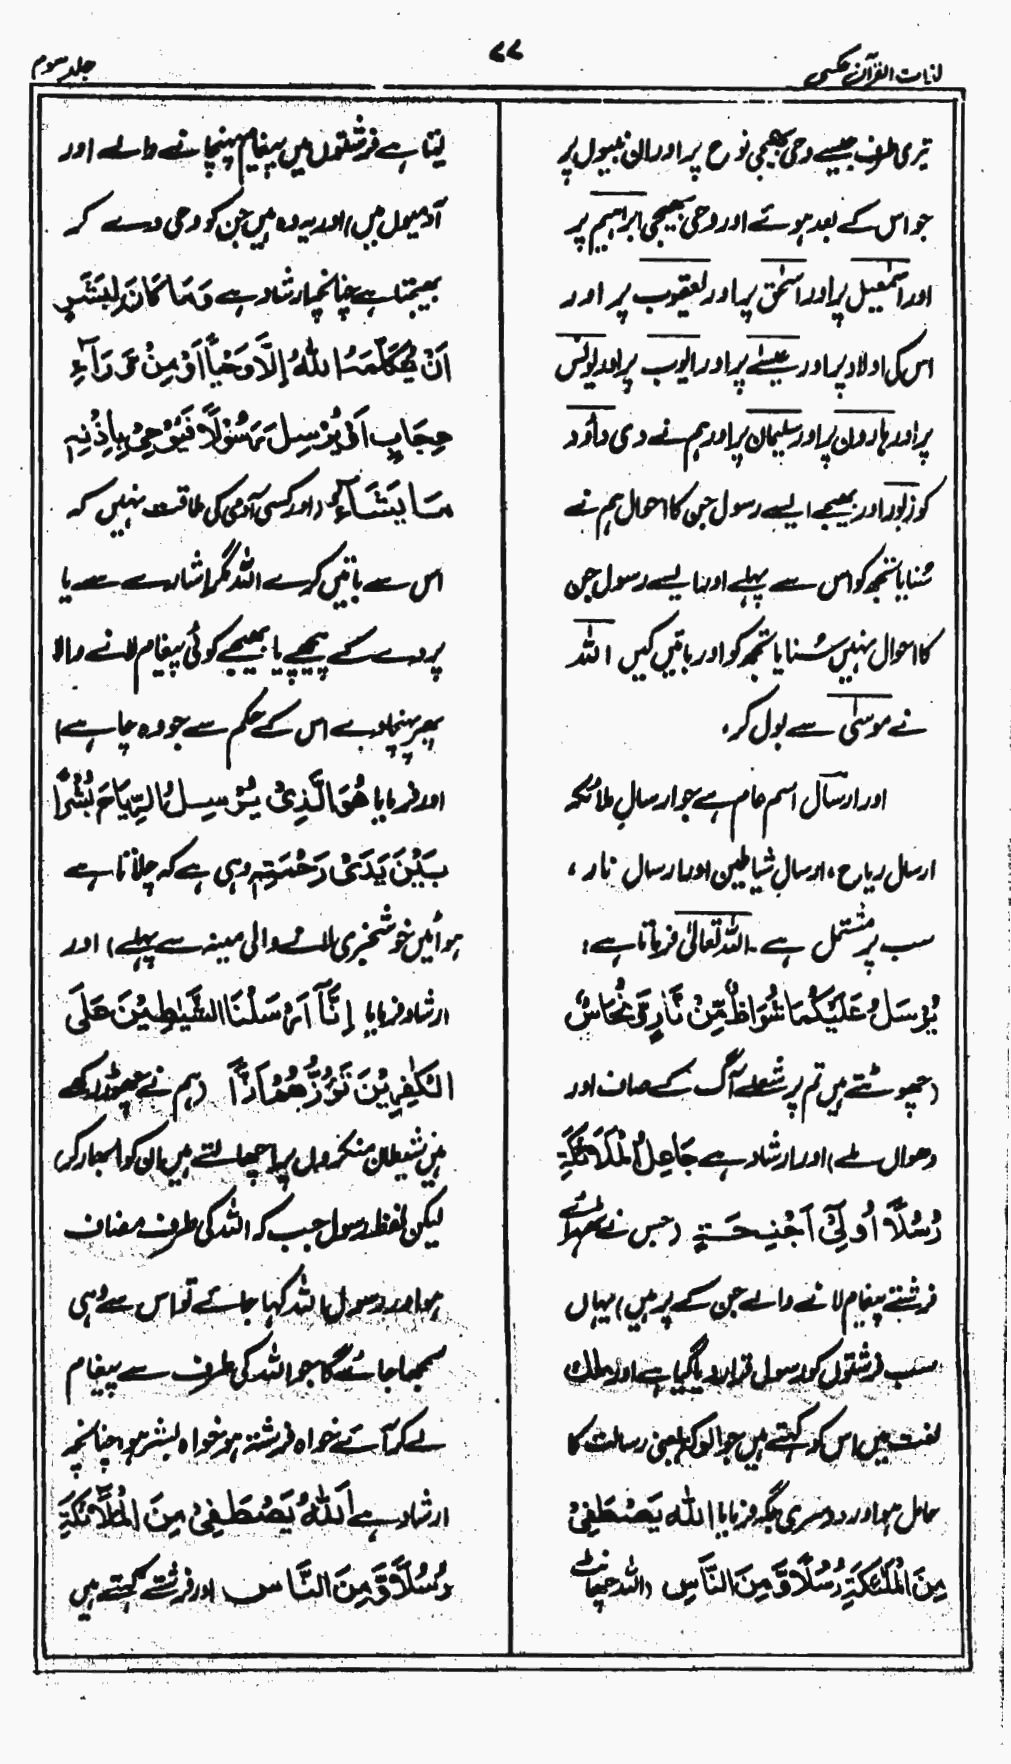 لغات القرآن عکسی
۷۷
جلد سوم
تیری طرف جیسے وحی بھیجی نوح پر اور ان نبیوں پر
جو اس کے بعد ہوئے اور وحی بھیجی ابراہیم پر
اور اسمٰعیل پر اور اسحٰق پر اور یعقوب پر اور
اس کی اولاد پر اور عیسےٰ پر اور ایوب پر اور یونس
پر اور ہارون پر اور سلیمان پر اور ہم نے دی داؤد
کو زبور اور بھیجے ایسے رسول جن کا احوال ہم نے
سُنایا تجھ کو اس سے پہلے اور ایسے رسول جن
کا احوال نہیں سُنایا تجھ کو اور باتیں کیں اللہ
نے موسیٰ سے بول کر،
اور ارسال اسم عام ہے جو ارسالِ ملائکہ
ارسال ریاح، ارسالِ شیاطین اور ارسال نار،
سب پر مشتمل ہے۔ اللہ تعالیٰ فرماتا ہے:
يُرْسَلُ عَلَيْكُمَا شُوَاظٌ مِّنْ نَّارٍ وَّنُحَاسٌ
(چھوٹتے ہیں تم پر شعلے آگ کے صاف اور
دھواں ملے) اور ارشاد ہے جَاعِلِ الْمَلٰٓئِكَةِ
رُسُلًا اُولِیْٓ اَجْنِحَةٍ (جس نے ٹھہرائے
فرشتے پیغام لانے والے جن کے پر ہیں) یہاں
سب فرشتوں کو رسول قرار دیا گیا ہے اور ملک
لغت میں اس کو کہتے ہیں جو الوکہ یعنی رسالت کا
حامل ہو اور دوسری جگہ فرمایا اللهُ يَصْطَفِیْ
مِنَ الْمَلٰٓئِكَةِ رُسُلًا وَّمِنَ النَّاسِ (اللہ چھانٹ
لیتا ہے فرشتوں میں پیغام پہنچانے والے اور
آدمیوں میں) اور یہ وہ ہیں جن کو وحی دے کر
بھیجتا ہے چنانچہ ارشاد ہے وَمَا كَانَ لِبَشَرٍ
اَنْ يُّكَلِّمَهُ اللهُ اِلَّا وَحْيًا اَوْ مِنْ وَّرَآءِ
حِجَابٍ اَوْ يُرْسِلَ رَسُوْلًا فَيُوْحِیَ بِاِذْنِهٖ
مَا يَشَآءُ (اور کسی آدمی کی طاقت نہیں کہ
اس سے باتیں کرے اللہ مگر اشارے سے یا
پردے کے پیچھے یا بھیجے کوئی پیغام لانے والا
پھر پہنچاوے اس کے حکم سے جو وہ چاہے)
اور فرمایا هُوَ الَّذِیْ يُرْسِلُ الرِّيَاحَ بُشْرًا
بَيْنَ يَدَیْ رَحْمَتِهٖ وہی ہے کہ چلاتا ہے
ہوائیں خوشخبری لانے والی مینہ سے پہلے) اور
ارشاد فرمایا اِنَّآ اَرْسَلْنَا الشَّيٰطِيْنَ عَلَى
الْكٰفِرِيْنَ تَؤُزُّهُمْ اَزًّا (ہم نے چھوڑ رکھے
ہیں شیطان منکروں پر اچھالتے ہیں ان کو ابھار کر)
لیکن لفظ رسول جب کہ اللہ کی طرف مضاف
ہو اور رسول اللہ کہا جائے تو اس سے وہی
سمجھا جائے گا جو اللہ کی طرف سے پیغام
لے کر آئے خواہ فرشتہ ہو خواہ بشر ہو، چنانچہ
ارشاد ہے اَللهُ يَصْطَفِیْ مِنَ الْمَلٰٓئِكَةِ
رُسُلًا وَّمِنَ النَّاسِ اور فرشتے کہتے ہیں